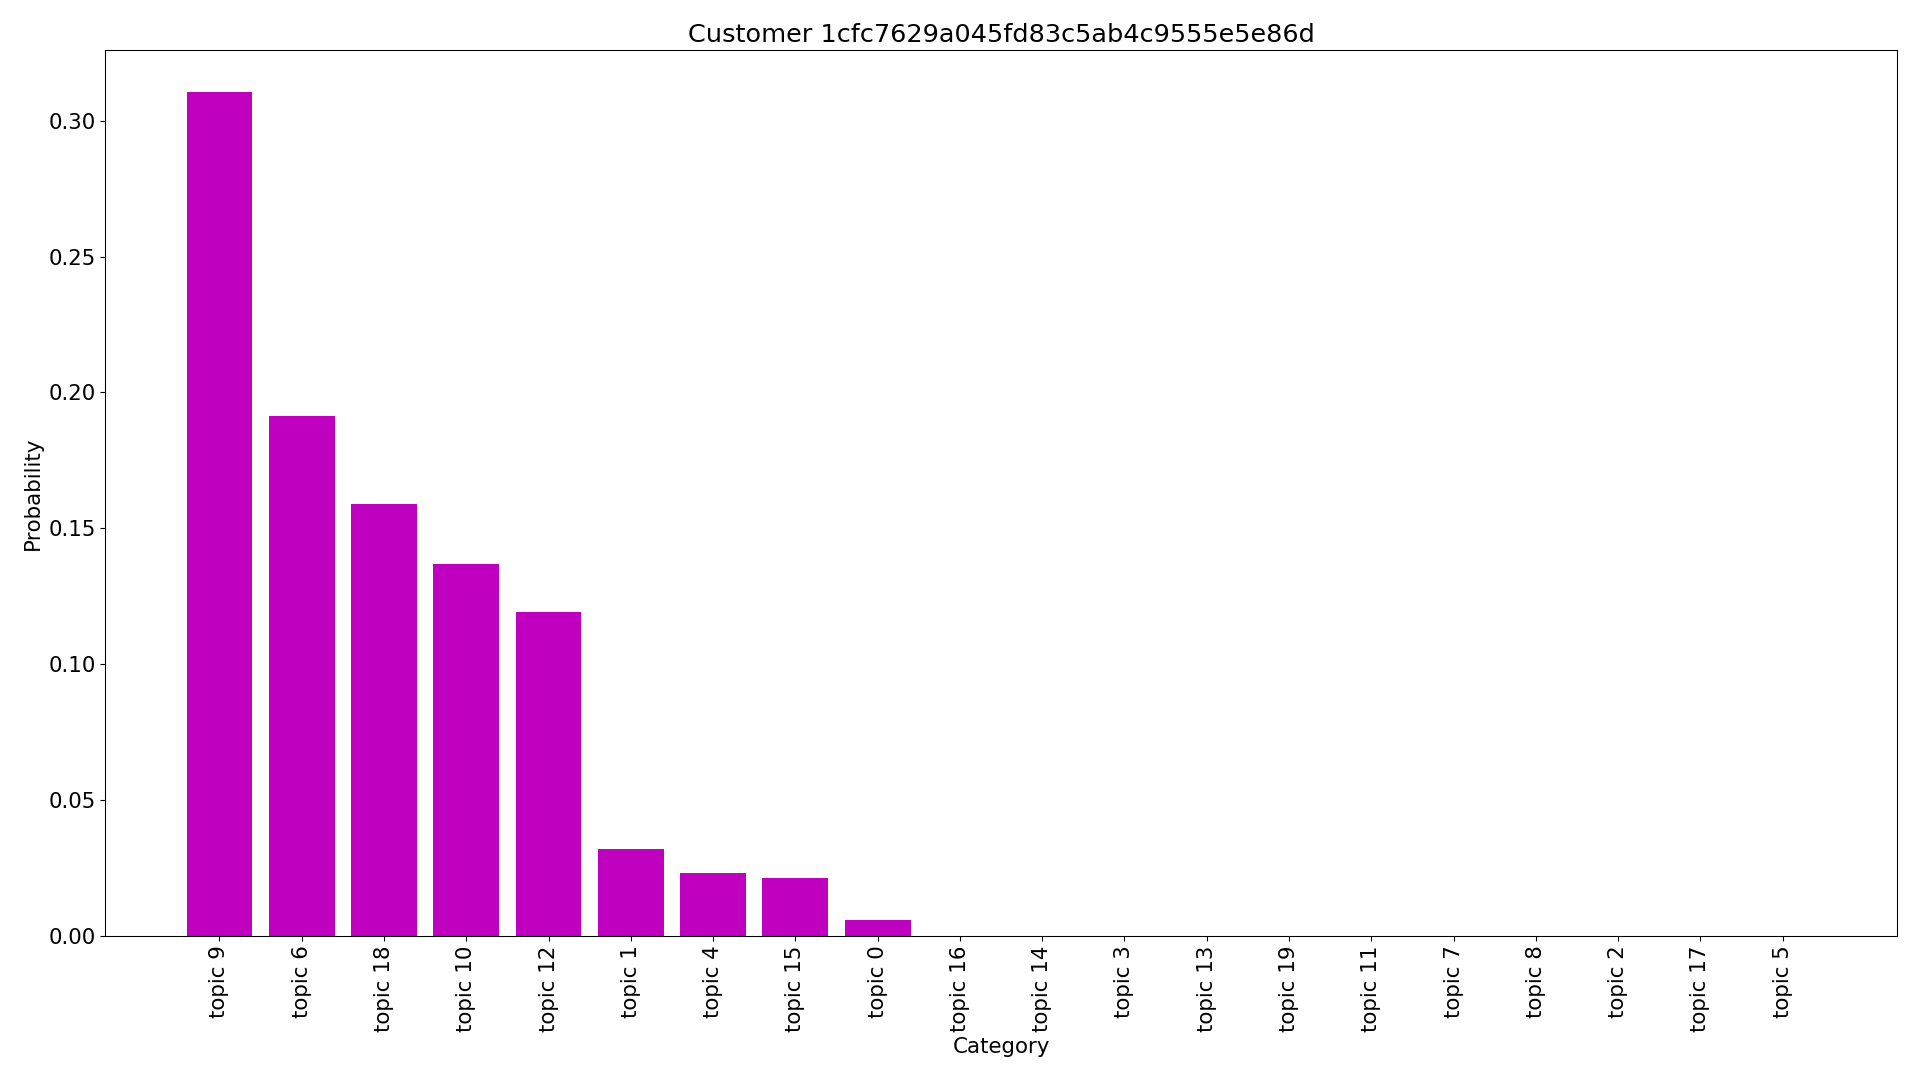 Customer 1cfc7629a045fd83c5ab4c9555e5e86d
Probability
0.30
0.25
0.20
0.15
0.10
0.05
0.00
topic 9
topic 6
topic 18
topic 10
topic 12
topic 1
topic 4
topic 15
topic 0
topic 16
topic 14
topic 3
topic 13
topic 19
topic 11
topic 7
topic 8
topic 2
topic 17
topic 5
Category